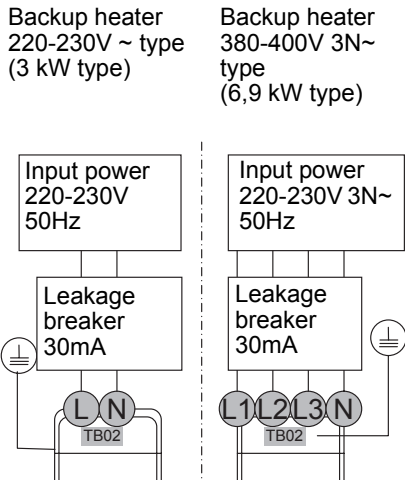 Backup heater
220-230V ~ type
(3 kW type)
Backup heater
380-400V 3N~
type
(6,9 kW type)
Input power
220-230V
50Hz
Leakage
breaker
30mA
L N
TB02
Input power
220-230V 3N~
50Hz
Leakage
breaker
30mA
L1 L2 L3 N
TB02